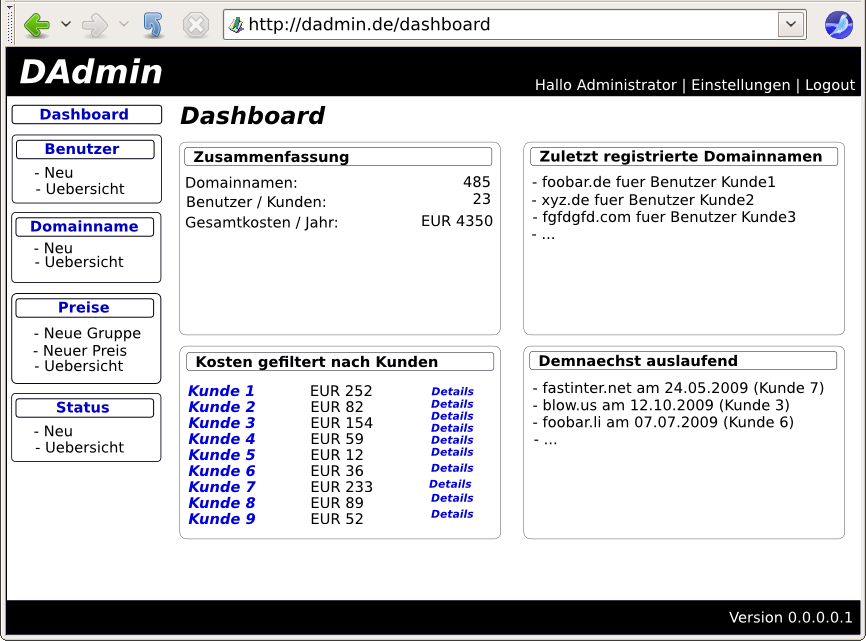 http://dadmin.de/dashboard
DAdmin
Hallo Administrator | Einstellungen | Logout
Dashboard
Benutzer
- Neu
- Uebersicht
Domainname
- Neu
- Uebersicht
Preise
- Neue Gruppe
- Neuer Preis
- Uebersicht
Status
- Neu
- Uebersicht
Dashboard
Zusammenfassung
Domainnamen: 485
Benutzer / Kunden: 23
Gesamtkosten / Jahr: EUR 4350
Zuletzt registrierte Domainnamen
- foobar.de fuer Benutzer Kunde1
- xyz.de fuer Benutzer Kunde2
- fgfdgfd.com fuer Benutzer Kunde3
- ...
Kosten gefiltert nach Kunden
Kunde 1 EUR 252 Details
Kunde 2 EUR 82 Details
Kunde 3 EUR 154 Details
Details
Kunde 4 EUR 59 Details
Kunde 5 EUR 12 Details
Kunde 6 EUR 36 Details
Kunde 7 EUR 233 Details
Kunde 8 EUR 89 Details
Kunde 9 EUR 52 Details
Demnaechst auslaufend
- fastinter.net am 24.05.2009 (Kunde 7)
- blow.us am 12.10.2009 (Kunde 3)
- foobar.li am 07.07.2009 (Kunde 6)
- ...
Version 0.0.0.0.1